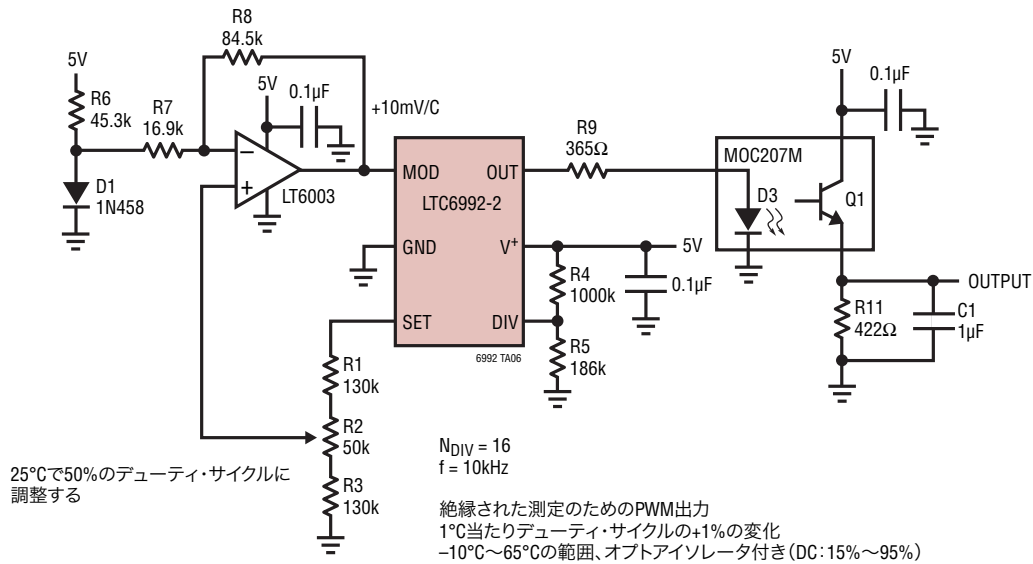 R8
84.5k
5V
R6
45.3k
R7
16.9k
5V
0.1µF
+10mV/C
D1
1N458
−
+
LT6003
MOD
OUT
LTC6992-2
GND
V+
SET
DIV
6992 TA06
R9
365Ω
5V
0.1µF
MOC207M
D3
Q1
5V
R4
1000k
0.1µF
R5
186k
OUTPUT
R11
422Ω
C1
1µF
R1
130k
R2
50k
R3
130k
25°Cで50%のデューティ・サイクルに
調整する
NDIV = 16
f = 10kHz
絶縁された測定のためのPWM出力
1°C当たりデューティ・サイクルの+1%の変化
–10°C～65°Cの範囲、オプトアイソレータ付き（DC：15%～95%）